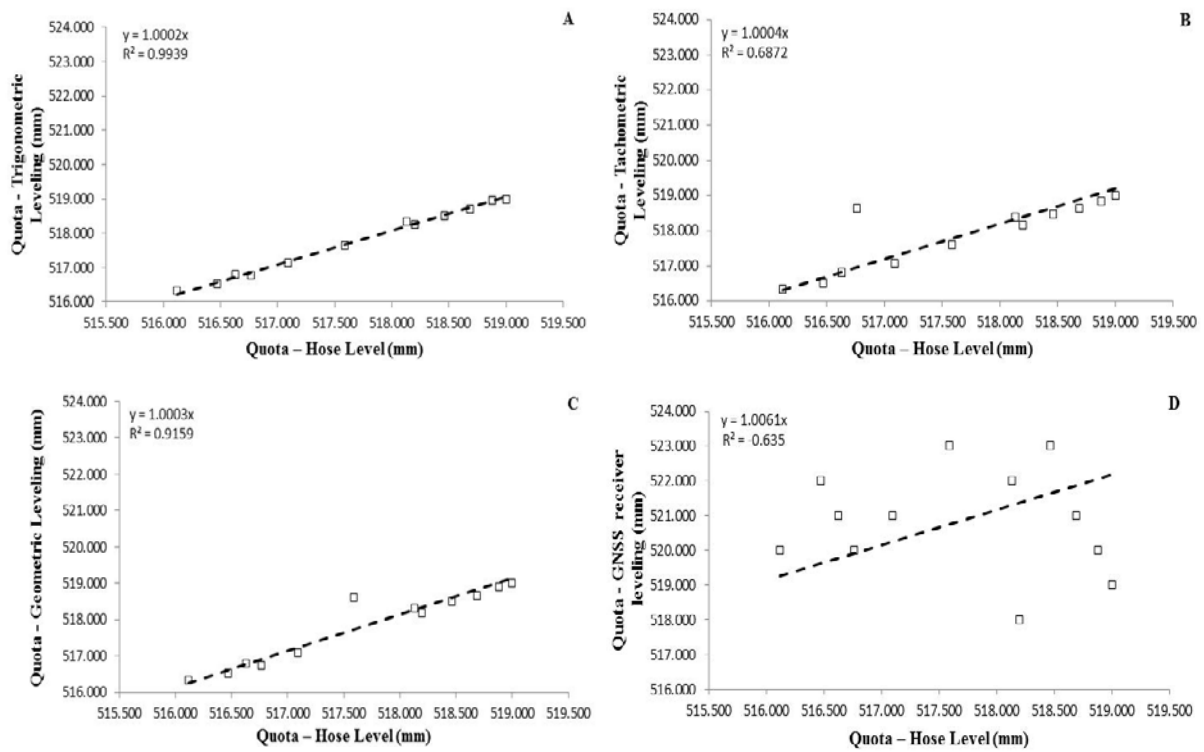 A
y = 1.0002x
R² = 0.9939
524.000
523.000
522.000
521.000
520.000
519.000
518.000
517.000
516.000
Quota - Trigonometric
Leveling (mm)
515.500 516.000 516.500 517.000 517.500 518.000 518.500 519.000 519.500
Quota – Hose Level (mm)
B
y = 1.0004x
R² = 0.6872
524.000
523.000
522.000
521.000
520.000
519.000
518.000
517.000
516.000
Quota - Tachometric
Leveling (mm)
515.500 516.000 516.500 517.000 517.500 518.000 518.500 519.000 519.500
Quota – Hose Level (mm)
C
y = 1.0003x
R² = 0.9159
524.000
523.000
522.000
521.000
520.000
519.000
518.000
517.000
516.000
Quota - Geometric Leveling (mm)
515.500 516.000 516.500 517.000 517.500 518.000 518.500 519.000 519.500
Quota – Hose Level (mm)
D
y = 1.0061x
R² = -0.635
524.000
523.000
522.000
521.000
520.000
519.000
518.000
517.000
516.000
Quota - GNSS receiver
leveling (mm)
515.500 516.000 516.500 517.000 517.500 518.000 518.500 519.000 519.500
Quota – Hose Level (mm)